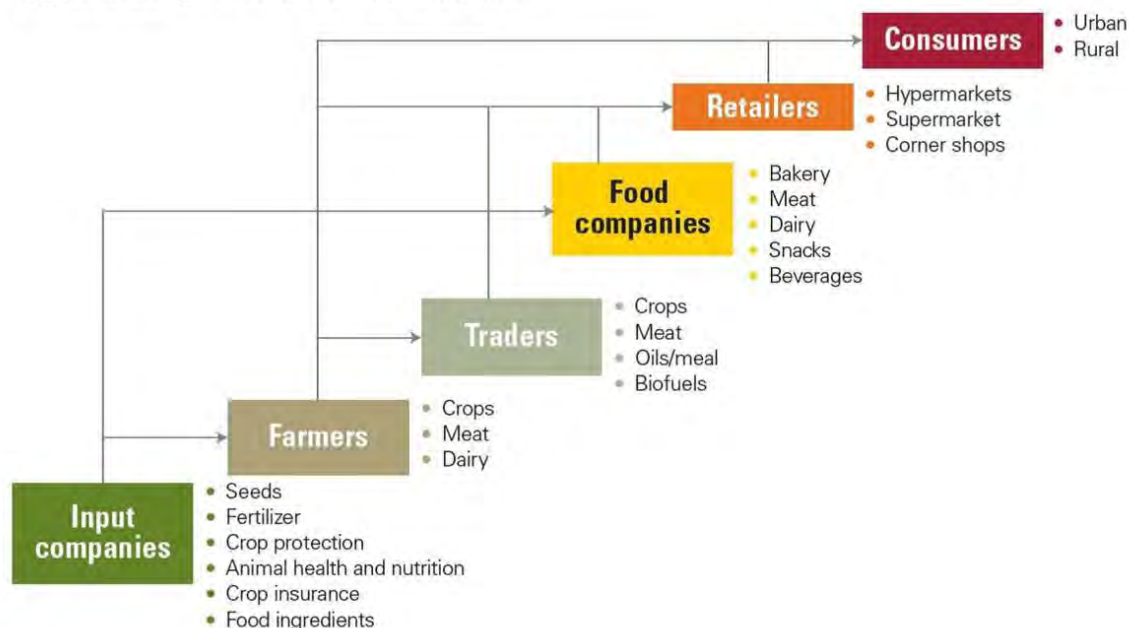 Consumers
• Urban
• Rural
Retailers
• Hypermarkets
• Supermarket
• Corner shops
Food
companies
• Bakery
• Meat
• Dairy
• Snacks
• Beverages
Traders
• Crops
• Meat
• Oils/meal
• Biofuels
Farmers
• Crops
• Meat
• Dairy
Input
companies
• Seeds
• Fertilizer
• Crop protection
• Animal health and nutrition
• Crop insurance
• Food ingredients